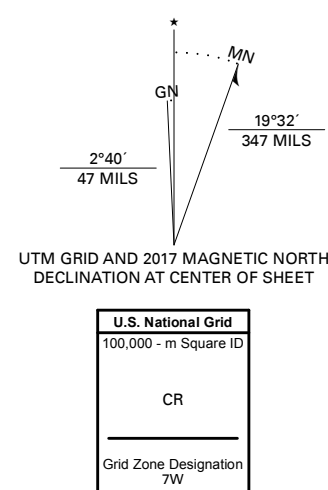 ★
MN
GN
19°32´
347 MILS
2°40´
47 MILS
UTM GRID AND 2017 MAGNETIC NORTH
DECLINATION AT CENTER OF SHEET
U.S. National Grid
100,000 - m Square ID
CR
Grid Zone Designation
7W